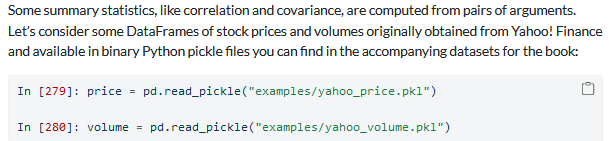 Some summary statistics, like correlation and covariance, are computed from pairs of arguments.
Let's consider some DataFrames of stock prices and volumes originally obtained from Yahoo! Finance
and available in binary Python pickle files you can find in the accompanying datasets for the book:
In [279]: price = pd.read_pickle("examples/yahoo_price.pkl")
In [280]: volume = pd.read_pickle("examples/yahoo_volume.pkl")